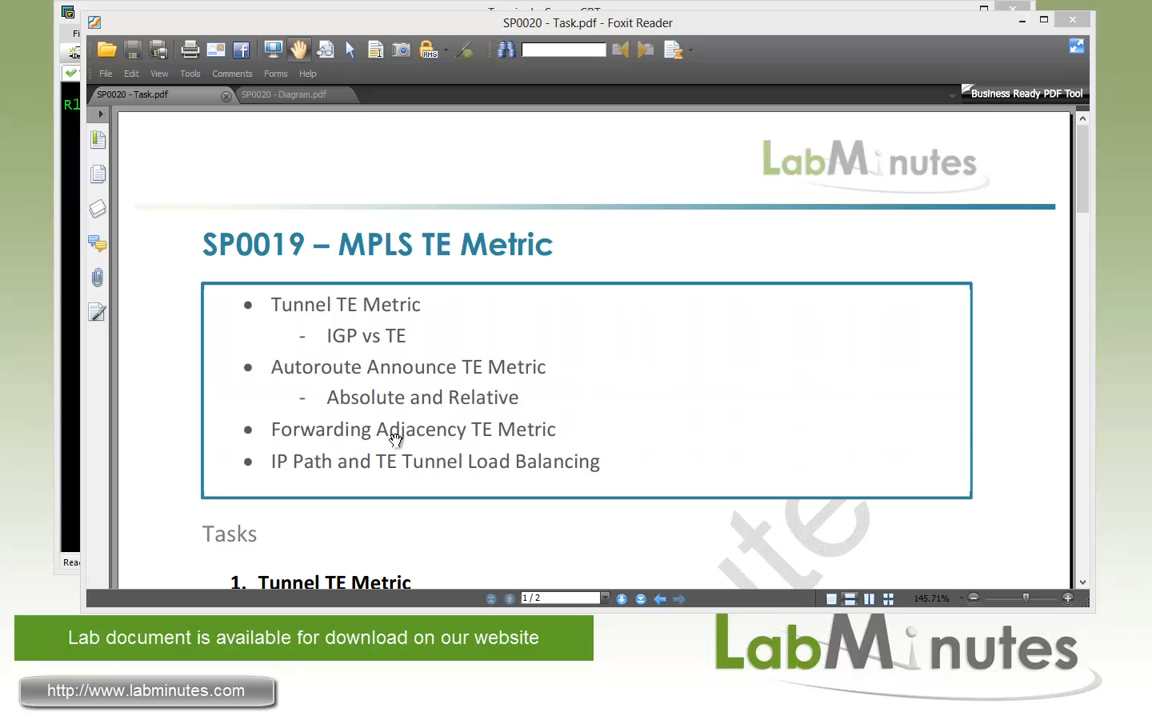 SP0020 - Task.pdf - Foxit Reader
File Edit View Tools Comments Forms Help
SP0020 - Task.pdf
SP0020 - Diagram.pdf
Business Ready PDF Tool
R1
LabMinutes
SP0019 – MPLS TE Metric
• Tunnel TE Metric
- IGP vs TE
• Autoroute Announce TE Metric
- Absolute and Relative
• Forwarding Adjacency TE Metric
• IP Path and TE Tunnel Load Balancing
Tasks
1. Tunnel TE Metric
Rea
1 / 2
145.71%
Lab document is available for download on our website
LabMinutes
http://www.labminutes.com